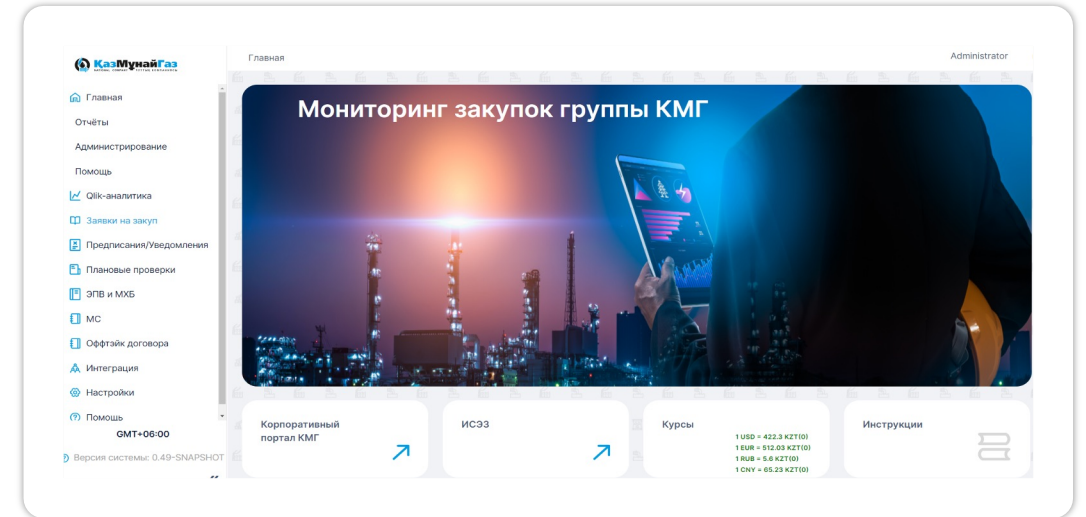 ҚазМұнайГаз
Главная
Administrator
Главная
Отчёты
Администрирование
Помощь
Qlik-аналитика
Заявки на закуп
Предписания/Уведомления
Плановые проверки
ЭПВ и МХБ
МС
Оффтэйк договора
Интеграция
Настройки
Помощь
GMT+06:00
Версия системы: 0.49-SNAPSHOT
Мониторинг закупок группы КМГ
Корпоративный
портал КМГ
ИСЭЗ
Курсы
1 USD = 422.3 KZT(0)
1 EUR = 512.03 KZT(0)
1 RUB = 5.6 KZT(0)
1 CNY = 65.23 KZT(0)
Инструкции